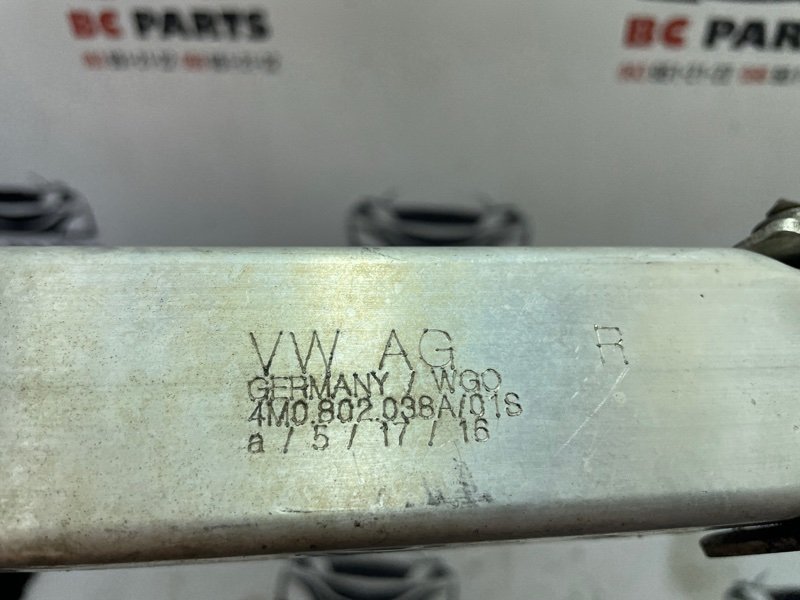 BC PARTS
BC PARTS
VW AG R
GERMANY / WGO
4M0.802.038A/01S
a / 5 / 17 / 16